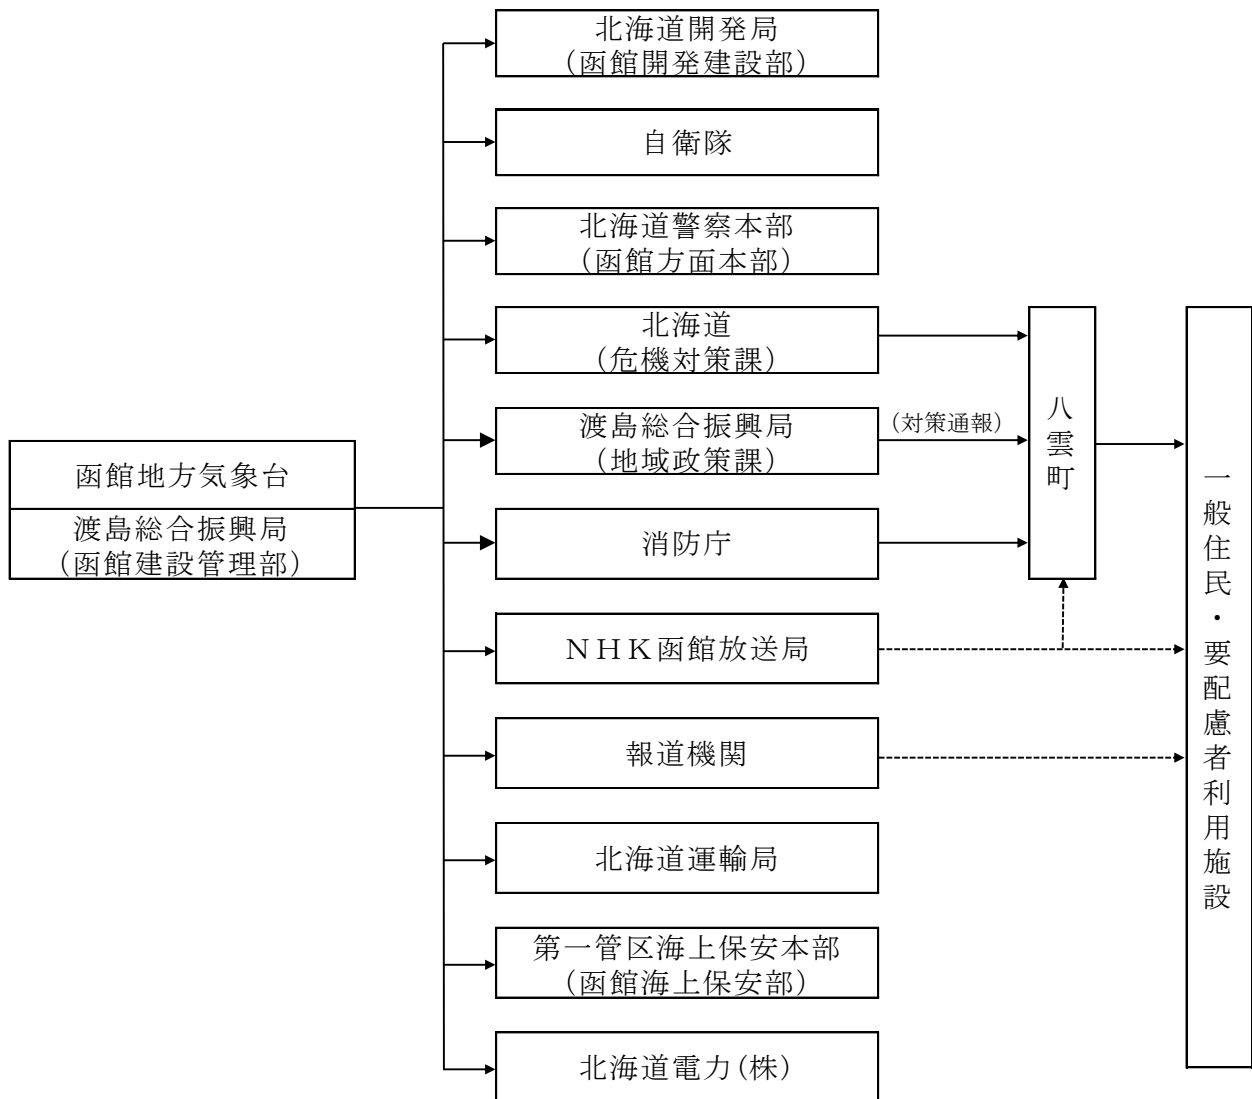 北海道開発局
(函館開発建設部)
自衛隊
北海道警察本部
(函館方面本部)
北海道
(危機対策課)
渡島総合振興局
(地域政策課)
(対策通報)
函館地方気象台
渡島総合振興局
(函館建設管理部)
消防庁
NHK函館放送局
報道機関
北海道運輸局
第一管区海上保安本部
(函館海上保安部)
北海道電力(株)
八雲町
一般住民・要配慮者利用施設